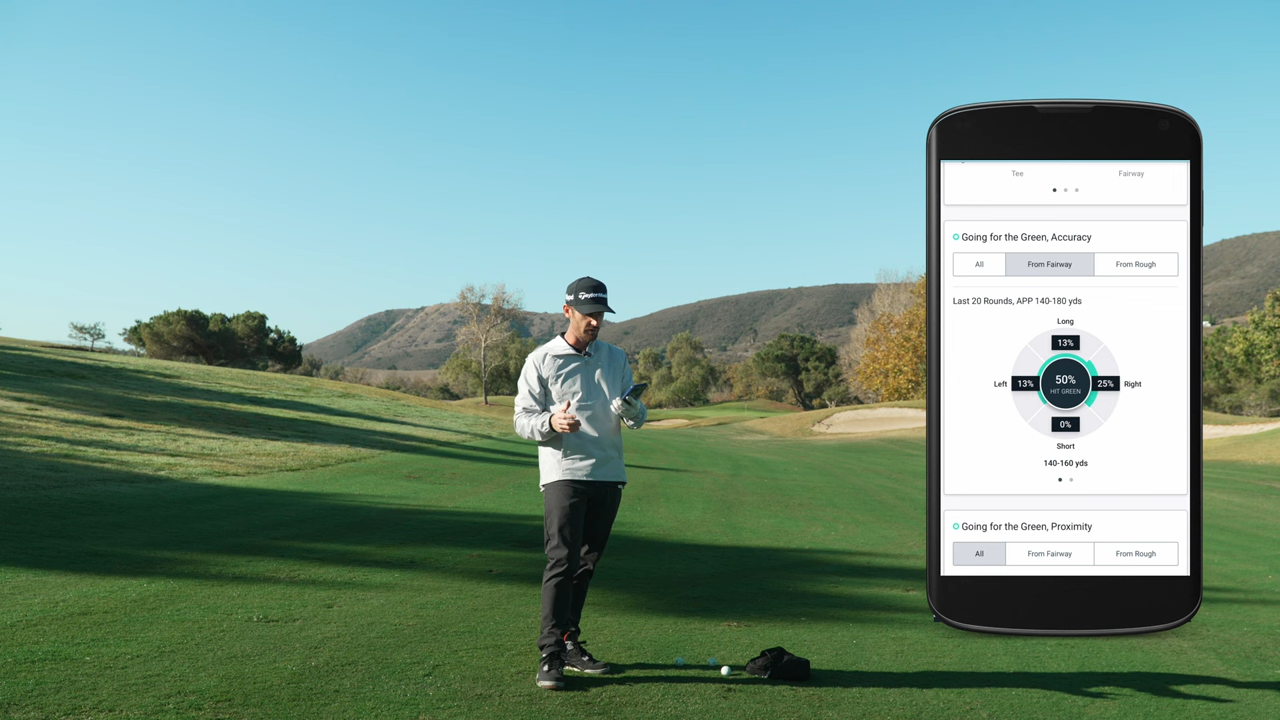 TaylorMade
Tee Fairway
Going for the Green, Accuracy
All From Fairway From Rough
Last 20 Rounds, APP 140-180 yds
Long
13%
Left 13% 50% 25% Right
HIT GREEN
0%
Short
140-160 yds
Going for the Green, Proximity
All From Fairway From Rough